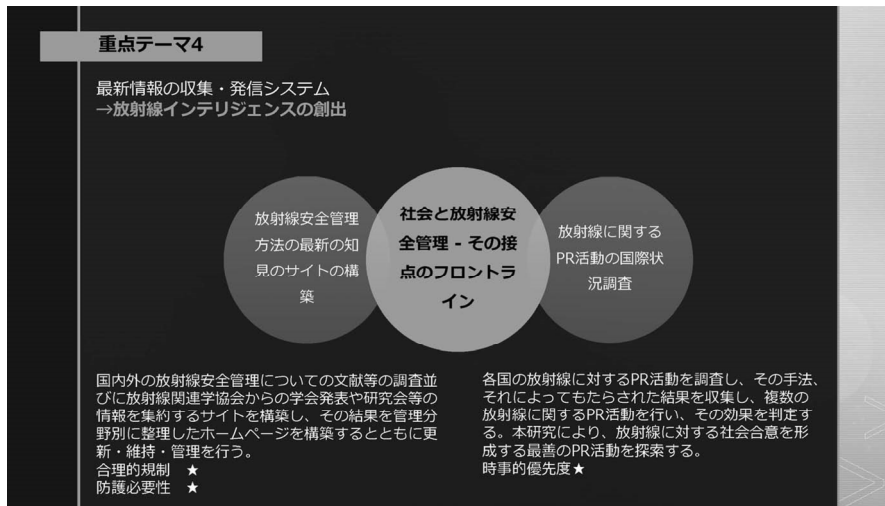 重点テーマ4
最新情報の収集・発信システム
→放射線インテリジェンスの創出
放射線安全管理
方法の最新の知
見のサイトの構
築
社会と放射線安
全管理 - その接
点のフロントラ
イン
放射線に関する
PR活動の国際状
況調査
国内外の放射線安全管理についての文献等の調査並
びに放射線関連学協会からの学会発表や研究会等の
情報を集約するサイトを構築し、その結果を管理分
野別に整理したホームページを構築するとともに更
新・維持・管理を行う。
合理的規制　★
防護必要性　★
各国の放射線に対するPR活動を調査し、その手法、
それによってもたらされた結果を収集し、複数の
放射線に関するPR活動を行い、その効果を判定す
る。本研究により、放射線に対する社会合意を形
成する最善のPR活動を探索する。
時事的優先度★